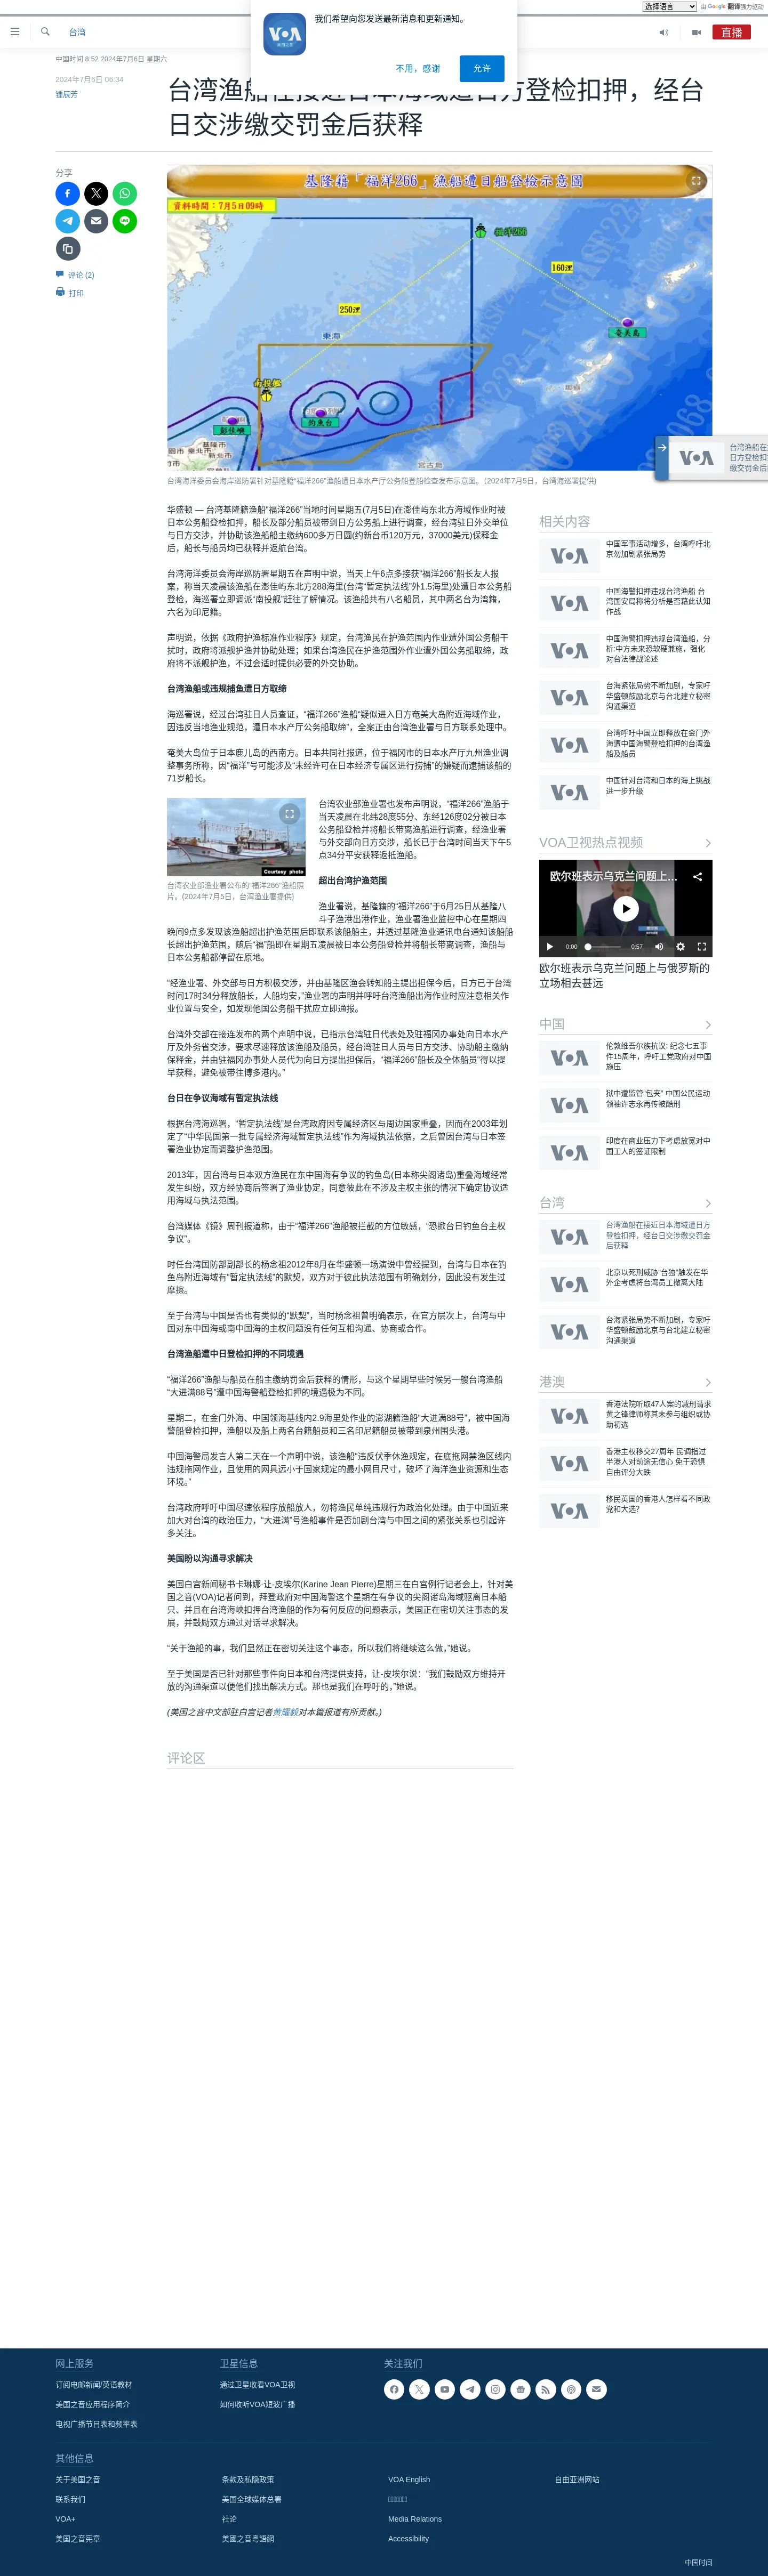 选择语言
由 Google 翻译强力驱动
台湾
直播
VOA
美国之音
我们希望向您发送最新消息和更新通知。
不用，感谢
允许
中国时间 8:52 2024年7月6日 星期六
2024年7月6日 06:34
锺辰芳
台湾渔船在接近日本海域遭日方登检扣押，经台
日交涉缴交罚金后获释
分享
评论 (2)
打印
基隆籍「福洋266」漁船遭日船登檢示意圖
資料時間：7月5日09時
福洋266
160浬
250浬
奄美島
東海
南投艦
彭佳嶼
釣魚台
基隆市
新北市
宮古島
台湾海洋委员会海岸巡防署针对基隆籍“福洋266”渔船遭日本水产厅公务船登船检查发布示意图。（2024年7月5日，台湾海巡署提供)
台湾渔船在
日方登检扣
缴交罚金后
华盛顿 — 台湾基隆籍渔船“福洋266”当地时间星期五(7月5日)在澎佳屿东北方海域作业时被
日本公务船登检扣押，船长及部分船员被带到日方公务船上进行调查，经台湾驻日外交单位
与日方交涉，并协助该渔船船主缴纳600多万日圆(约新台币120万元，37000美元)保释金
后，船长与船员均已获释并返航台湾。
台湾海洋委员会海岸巡防署星期五在声明中说，当天上午6点多接获“福洋266”船长友人报
案，称当天凌晨该渔船在澎佳屿东北方288海里(台湾“暂定执法线”外1.5海里)处遭日本公务船
登检，海巡署立即调派“南投舰”赶往了解情况。该渔船共有八名船员，其中两名台为湾籍，
六名为印尼籍。
声明说，依据《政府护渔标准作业程序》规定，台湾渔民在护渔范围内作业遭外国公务船干
扰时，政府将派舰护渔并协助处理；如果台湾渔民在护渔范围外作业遭外国公务船取缔，政
府将不派舰护渔，不过会适时提供必要的外交协助。
台湾渔船或违规捕鱼遭日方取缔
海巡署说，经过台湾驻日人员查证，“福洋266”渔船“疑似进入日方奄美大岛附近海域作业，
因违反当地渔业规范，遭日本水产厅公务船取缔”，全案正由台湾渔业署与日方联系处理中。
奄美大岛位于日本鹿儿岛的西南方。日本共同社报道，位于福冈市的日本水产厅九州渔业调
整事务所称，因“福洋”号可能涉及“未经许可在日本经济专属区进行捞捕”的嫌疑而逮捕该船的
71岁船长。
Courtesy photo
台湾农业部渔业署公布的“福洋266”渔船照
片。(2024年7月5日，台湾渔业署提供)
台湾农业部渔业署也发布声明说，“福洋266”渔船于
当天凌晨在北纬28度55分、东经126度02分被日本
公务船登检并将船长带离渔船进行调查，经渔业署
与外交部向日方交涉，船长已于台湾时间当天下午5
点34分平安获释返抵渔船。
超出台湾护渔范围
渔业署说，基隆籍的“福洋266”于6月25日从基隆八
斗子渔港出港作业，渔业署渔业监控中心在星期四
晚间9点多发现该渔船超出护渔范围后即联系该船船主，并透过基隆渔业通讯电台通知该船船
长超出护渔范围，随后“福”船即在星期五凌晨被日本公务船登检并将船长带离调查，渔船与
日本公务船都停留在原地。
“经渔业署、外交部与日方积极交涉，并由基隆区渔会转知船主提出担保今后，日方已于台湾
时间17时34分释放船长，人船均安，”渔业署的声明并呼吁台湾渔船出海作业时应注意相关作
业位置与安全，如发现他国公务船干扰应立即通报。
台湾外交部在接连发布的两个声明中说，已指示台湾驻日代表处及驻福冈办事处向日本水产
厅及外务省交涉，要求尽速释放该渔船及船员，经台湾驻日人员与日方交涉、协助船主缴纳
保释金，并由驻福冈办事处人员代为向日方提出担保后，“福洋266”船长及全体船员“得以提
早获释，避免被带往博多港内。”
台日在争议海域有暂定执法线
根据台湾海巡署，“暂定执法线”是台湾政府因专属经济区与周边国家重叠，因而在2003年划
定了“中华民国第一批专属经济海域暂定执法线”作为海域执法依据，之后曾因台湾与日本签
署渔业协定而调整护渔范围。
2013年，因台湾与日本双方渔民在东中国海有争议的钓鱼岛(日本称尖阁诸岛)重叠海域经常
发生纠纷，双方经协商后签署了渔业协定，同意彼此在不涉及主权主张的情况下确定协议适
用海域与执法范围。
台湾媒体《镜》周刊报道称，由于“福洋266”渔船被拦截的方位敏感，“恐掀台日钓鱼台主权
争议”。
时任台湾国防部副部长的杨念祖2012年8月在华盛顿一场演说中曾经提到，台湾与日本在钓
鱼岛附近海域有“暂定执法线”的默契，双方对于彼此执法范围有明确划分，因此没有发生过
摩擦。
至于台湾与中国是否也有类似的“默契”，当时杨念祖曾明确表示，在官方层次上，台湾与中
国对东中国海或南中国海的主权问题没有任何互相沟通、协商或合作。
台湾渔船遭中日登检扣押的不同境遇
“福洋266”渔船与船员在船主缴纳罚金后获释的情形，与这个星期早些时候另一艘台湾渔船
“大进满88号”遭中国海警船登检扣押的境遇极为不同。
星期二，在金门外海、中国领海基线内2.9海里处作业的澎湖籍渔船“大进满88号”，被中国海
警船登检扣押，渔船以及船上两名台籍船员和三名印尼籍船员被带到泉州围头港。
中国海警局发言人第二天在一个声明中说，该渔船“违反伏季休渔规定，在底拖网禁渔区线内
违规拖网作业，且使用的网具远小于国家规定的最小网目尺寸，破坏了海洋渔业资源和生态
环境。”
台湾政府呼吁中国尽速依程序放船放人，勿将渔民单纯违规行为政治化处理。由于中国近来
加大对台湾的政治压力，“大进满”号渔船事件是否加剧台湾与中国之间的紧张关系也引起许
多关注。
美国盼以沟通寻求解决
美国白宫新闻秘书卡琳娜·让-皮埃尔(Karine Jean Pierre)星期三在白宫例行记者会上，针对美
国之音(VOA)记者问到，拜登政府对中国海警这个星期在有争议的尖阁诸岛海域驱离日本船
只、并且在台湾海峡扣押台湾渔船的作为有何反应的问题表示，美国正在密切关注事态的发
展，并鼓励双方通过对话寻求解决。
“关于渔船的事，我们显然正在密切关注这个事态，所以我们将继续这么做，”她说。
至于美国是否已针对那些事件向日本和台湾提供支持，让-皮埃尔说：“我们鼓励双方维持开
放的沟通渠道以便他们找出解决方式。那也是我们在呼吁的，”她说。
(美国之音中文部驻白宫记者黄耀毅对本篇报道有所贡献。)
评论区
相关内容
中国军事活动增多，台湾呼吁北
京勿加剧紧张局势
中国海警扣押违规台湾渔船 台
湾国安局称将分析是否藉此认知
作战
中国海警扣押违规台湾渔船，分
析:中方未来恐软硬兼施，强化
对台法律战论述
台海紧张局势不断加剧，专家吁
华盛顿鼓励北京与台北建立秘密
沟通渠道
台湾呼吁中国立即释放在金门外
海遭中国海警登检扣押的台湾渔
船及船员
中国针对台湾和日本的海上挑战
进一步升级
VOA卫视热点视频
欧尔班表示乌克兰问题上...
0:00
0:57
欧尔班表示乌克兰问题上与俄罗斯的
立场相去甚远
中国
伦敦维吾尔族抗议: 纪念七五事
件15周年，呼吁工党政府对中国
施压
狱中遭监管“包夹” 中国公民运动
领袖许志永再传被酷刑
印度在商业压力下考虑放宽对中
国工人的签证限制
台湾
台湾渔船在接近日本海域遭日方
登检扣押，经台日交涉缴交罚金
后获释
北京以死刑威胁“台独”触发在华
外企考虑将台湾员工撤离大陆
台海紧张局势不断加剧，专家吁
华盛顿鼓励北京与台北建立秘密
沟通渠道
港澳
香港法院听取47人案的减刑请求
黄之锋律师称其未参与组织或协
助初选
香港主权移交27周年 民调指过
半港人对前途无信心 免于恐惧
自由评分大跌
移民英国的香港人怎样看不同政
党和大选？
网上服务
订阅电邮新闻/英语教材
美国之音应用程序简介
电视广播节目表和频率表
卫星信息
通过卫星收看VOA卫视
如何收听VOA短波广播
关注我们
其他信息
关于美国之音
条款及私隐政策
VOA English
自由亚洲网站
联系我们
美国全球媒体总署
VOA+
社论
Media Relations
美国之音宪章
美國之音粵語網
Accessibility
中国时间